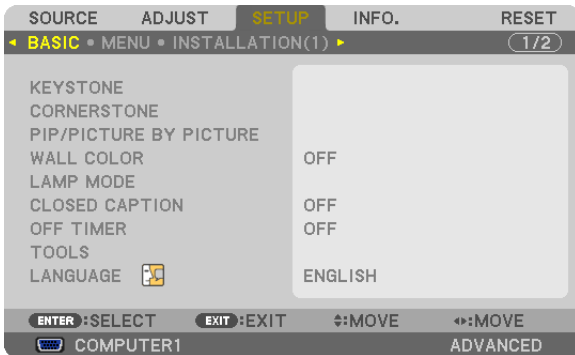 SOURCE ADJUST SETUP INFO. RESET
BASIC • MENU • INSTALLATION(1) 1/2
KEYSTONE
CORNERSTONE
PIP/PICTURE BY PICTURE
WALL COLOR OFF
LAMP MODE
CLOSED CAPTION OFF
OFF TIMER OFF
TOOLS
LANGUAGE ENGLISH
ENTER :SELECT EXIT :EXIT :MOVE :MOVE
COMPUTER1 ADVANCED